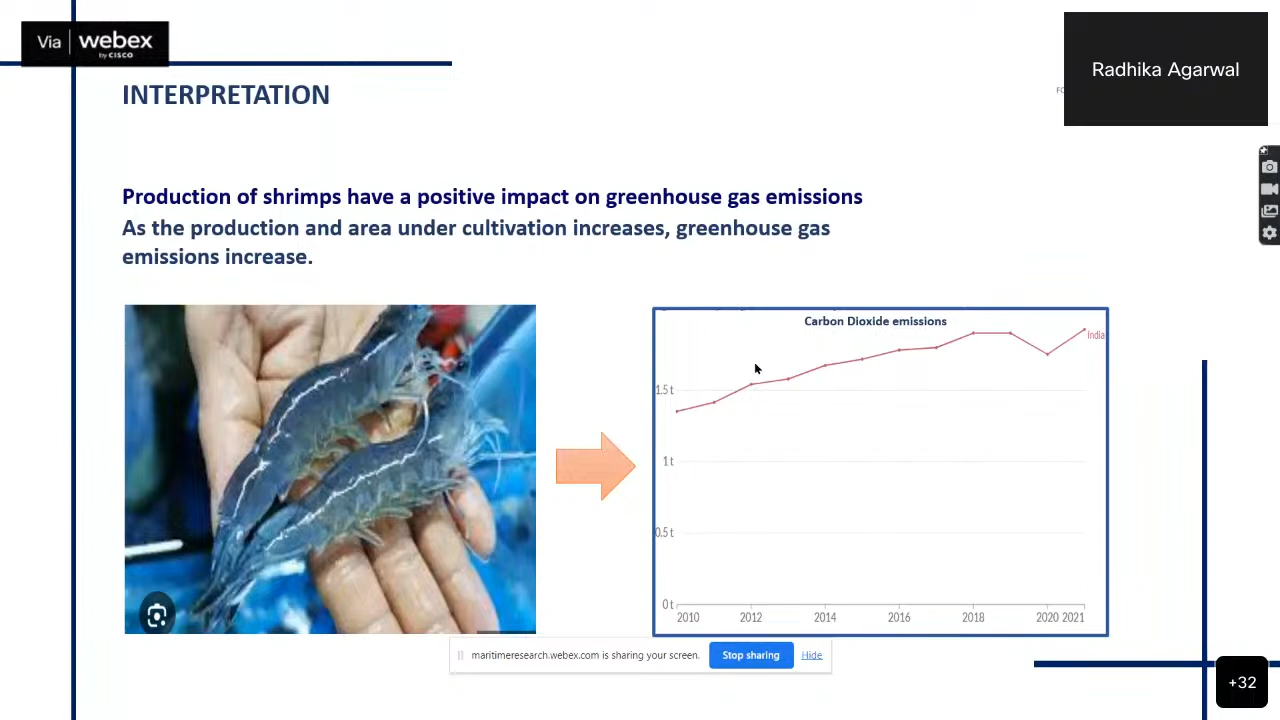 Via webex
by CISCO
Radhika Agarwal
INTERPRETATION
Production of shrimps have a positive impact on greenhouse gas emissions
As the production and area under cultivation increases, greenhouse gas
emissions increase.
Carbon Dioxide emissions
India
1.5 t
1 t
0.5 t
0 t
2010 2012 2014 2016 2018 2020 2021
maritimeresearch.webex.com is sharing your screen. Stop sharing Hide
+32